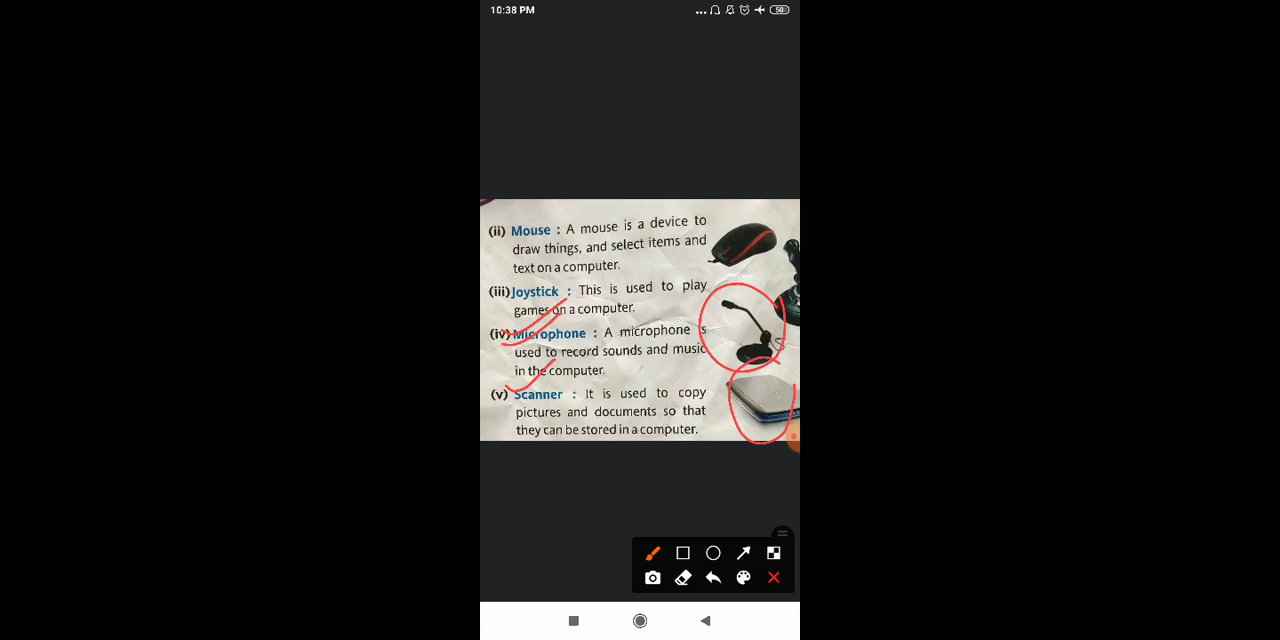 10:38 PM
50
(ii) Mouse : A mouse is a device to
draw things, and select items and
text on a computer.
(iii) Joystick : This is used to play
games on a computer.
(iv) Microphone : A microphone is
used to record sounds and music
in the computer.
(v) Scanner : It is used to copy
pictures and documents so that
they can be stored in a computer.